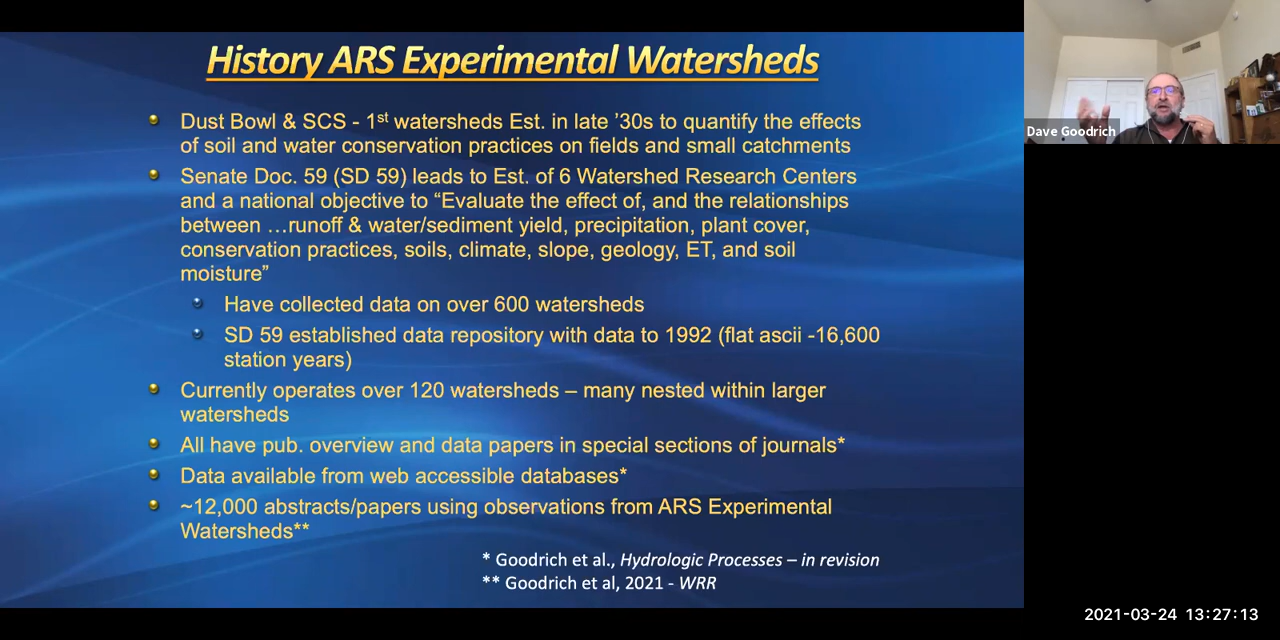 History ARS Experimental Watersheds
Dust Bowl & SCS - 1st watersheds Est. in late ’30s to quantify the effects
of soil and water conservation practices on fields and small catchments
Senate Doc. 59 (SD 59) leads to Est. of 6 Watershed Research Centers
and a national objective to “Evaluate the effect of, and the relationships
between …runoff & water/sediment yield, precipitation, plant cover,
conservation practices, soils, climate, slope, geology, ET, and soil
moisture”
Have collected data on over 600 watersheds
SD 59 established data repository with data to 1992 (flat ascii -16,600
station years)
Currently operates over 120 watersheds – many nested within larger
watersheds
All have pub. overview and data papers in special sections of journals*
Data available from web accessible databases*
~12,000 abstracts/papers using observations from ARS Experimental
Watersheds**
* Goodrich et al., Hydrologic Processes – in revision
** Goodrich et al, 2021 - WRR
Dave Goodrich
2021-03-24 13:27:13